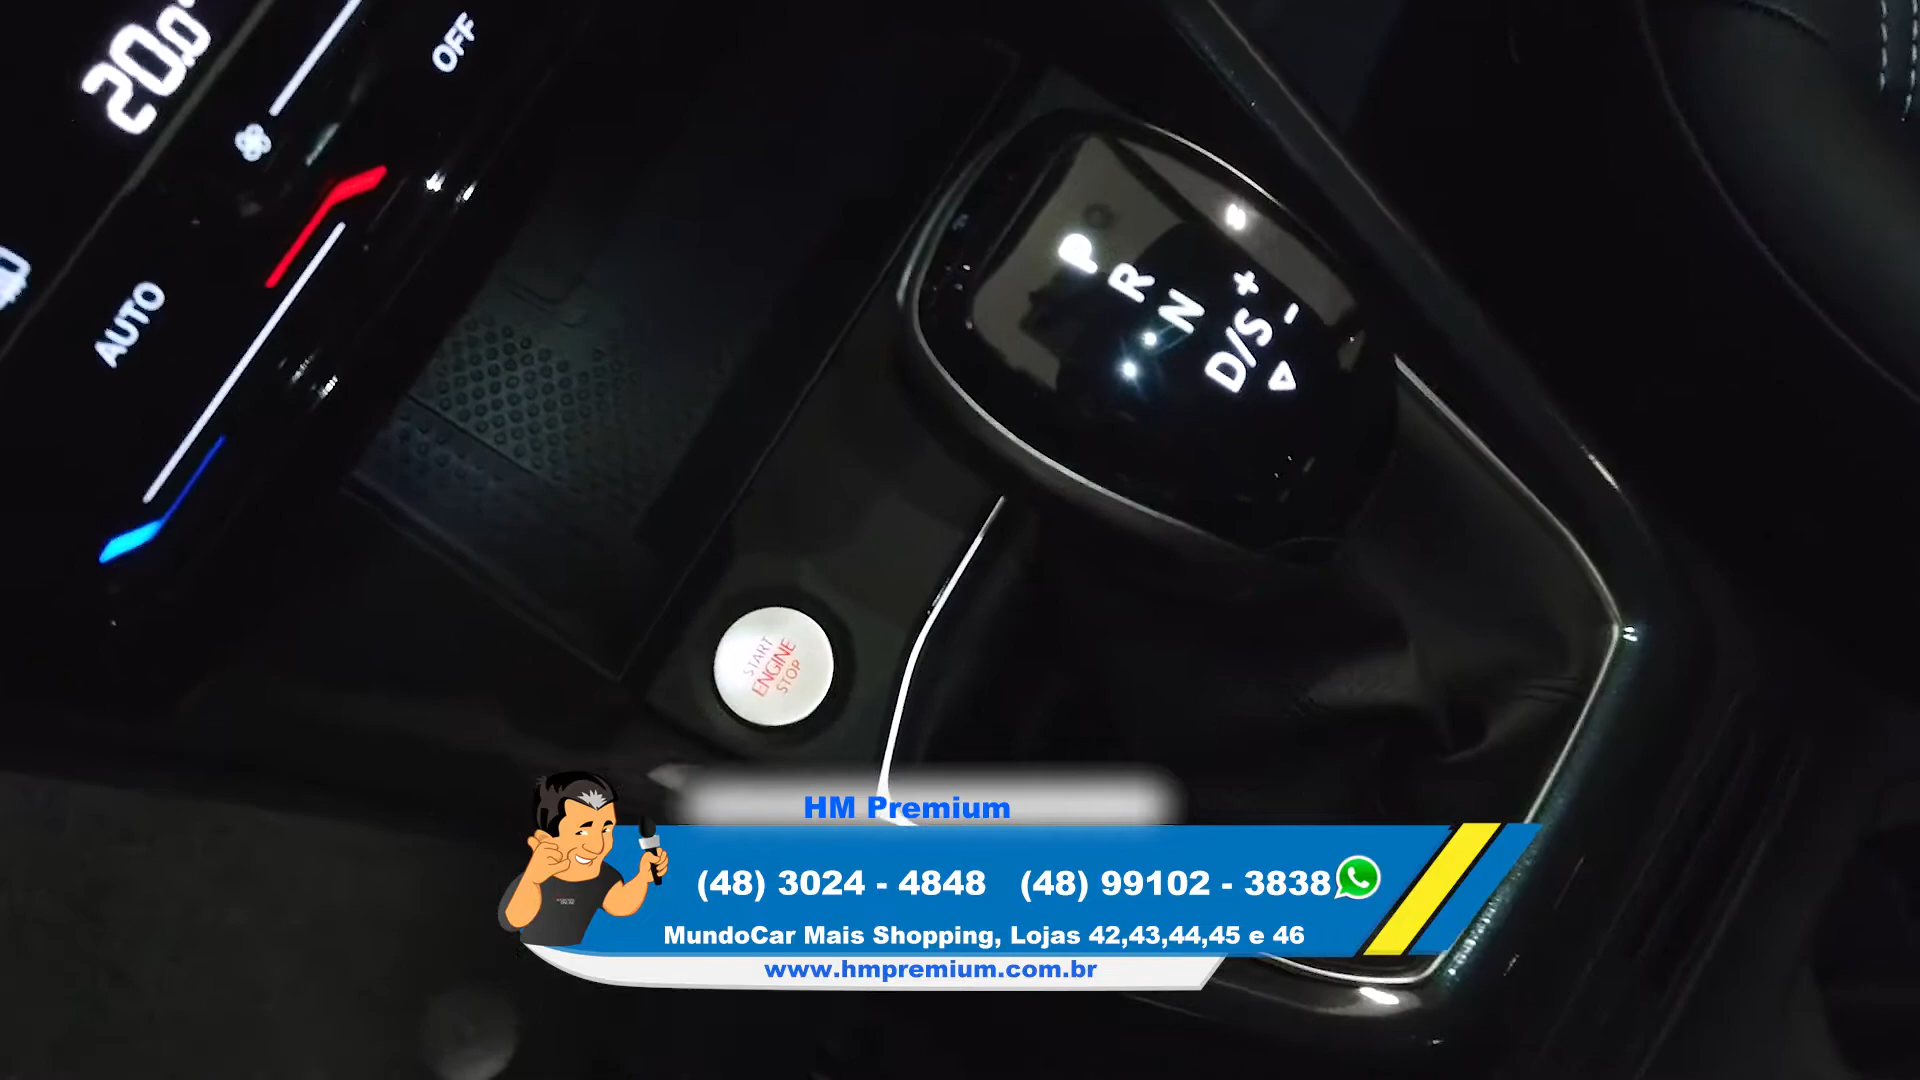 20.0°
OFF
AUTO
P
R
N
D/S
+
-
START
ENGINE
STOP
HM Premium
(48) 3024 - 4848 (48) 99102 - 3838
MundoCar Mais Shopping, Lojas 42,43,44,45 e 46
www.hmpremium.com.br